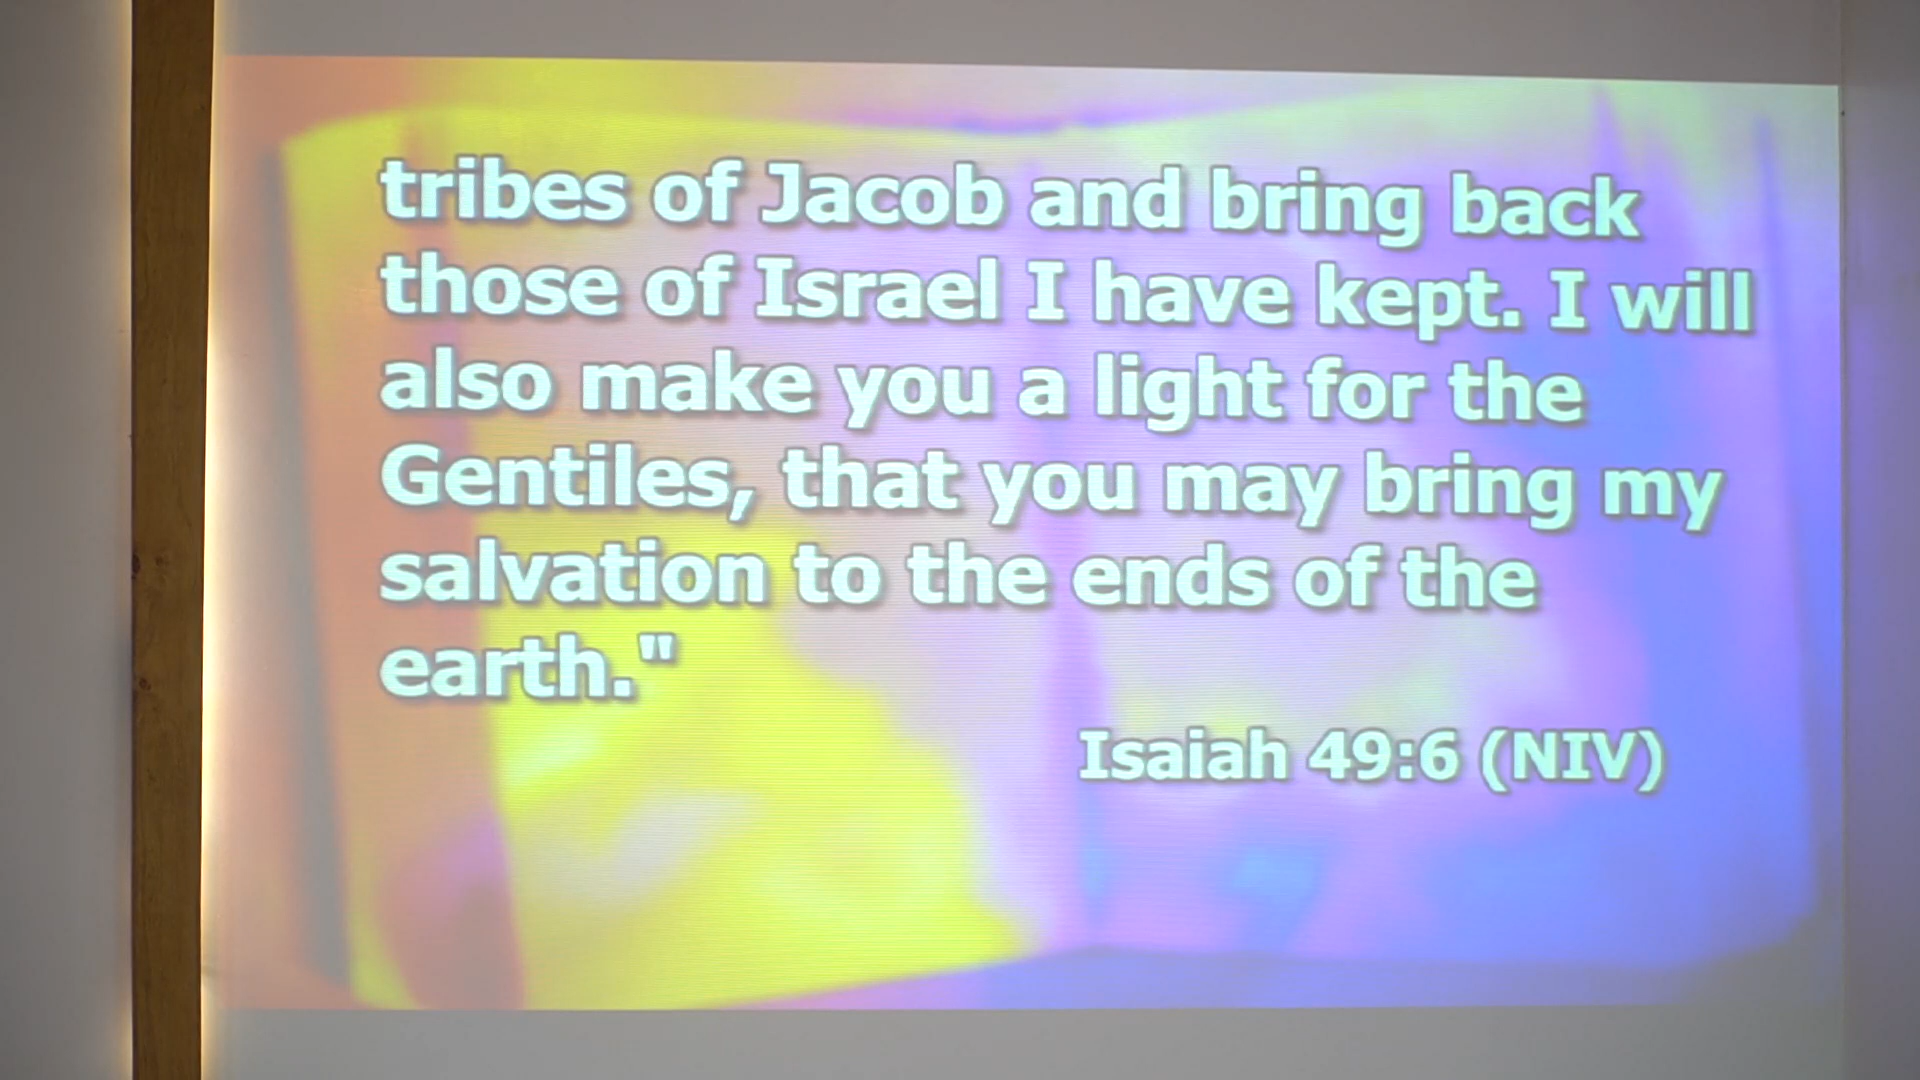 tribes of Jacob and bring back
those of Israel I have kept. I will
also make you a light for the
Gentiles, that you may bring my
salvation to the ends of the
earth."
Isaiah 49:6 (NIV)